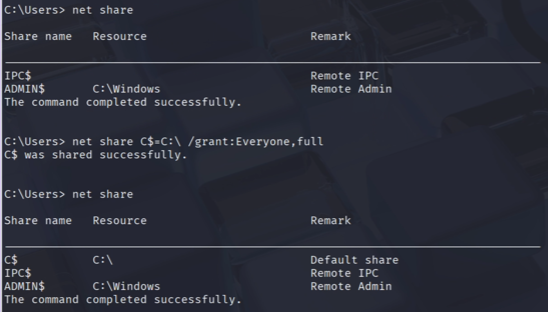 C:\Users> net share
Share name   Resource                        Remark
IPC$                                         Remote IPC
ADMIN$       C:\Windows                      Remote Admin
The command completed successfully.
C:\Users> net share C$=C:\ /grant:Everyone,full
C$ was shared successfully.
C:\Users> net share
Share name   Resource                        Remark
C$           C:\                             Default share
IPC$                                         Remote IPC
ADMIN$       C:\Windows                      Remote Admin
The command completed successfully.